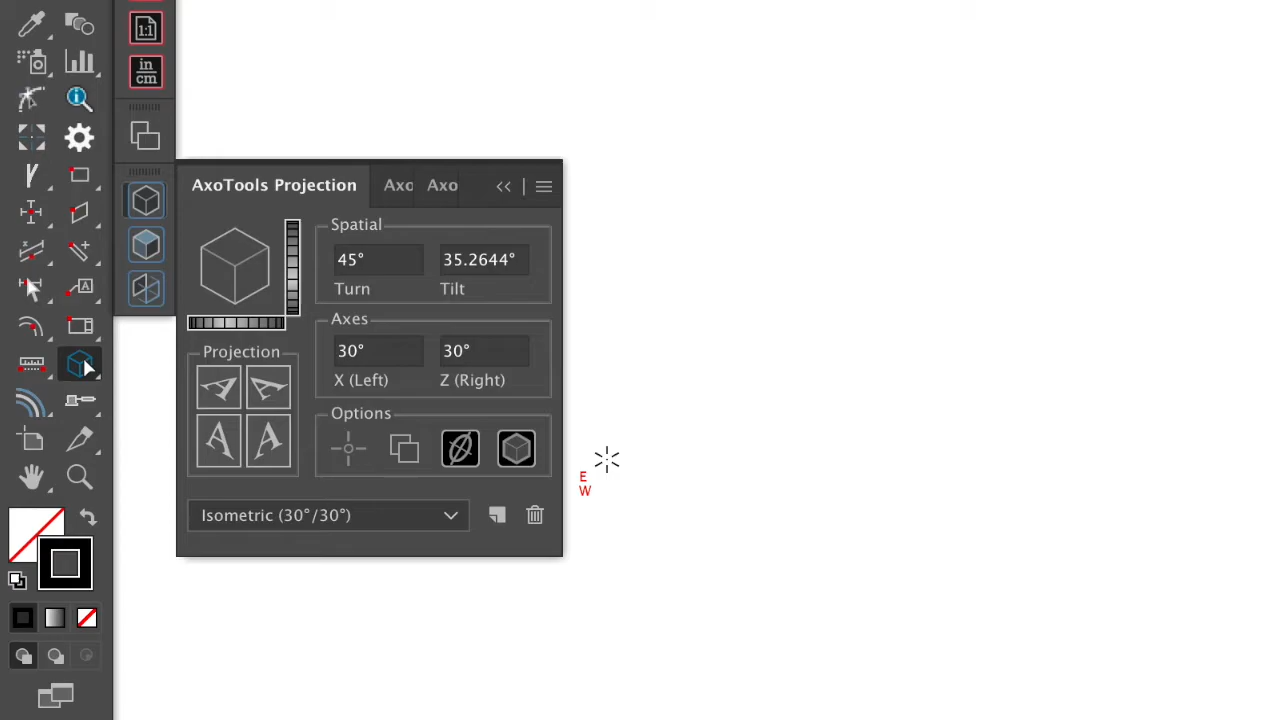 1:1
in
cm
AxoTools Projection
Axo
Axo
Spatial
45°
35.2644°
Turn
Tilt
Axes
30°
30°
X (Left)
Z (Right)
Projection
A A
A A
Options
Isometric (30°/30°)
E
W